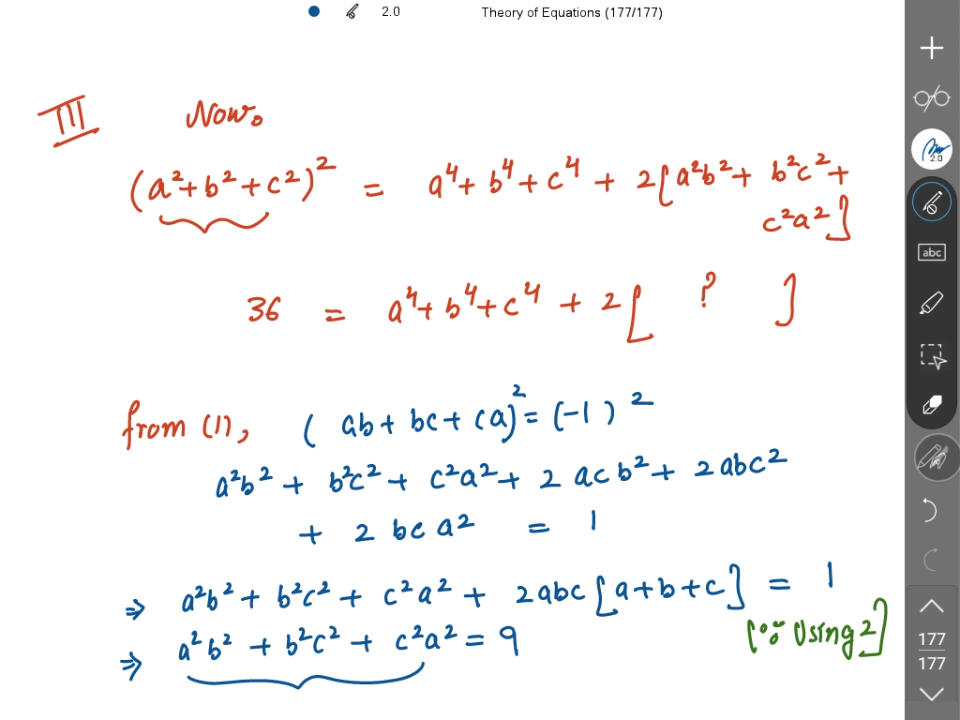 2.0 Theory of Equations (177/177)
III Now.
(a²+b²+c²)² = a⁴+b⁴+c⁴ + 2[a²b²+ b²c²+
c²a²]
36 = a⁴+b⁴+c⁴ + 2[ ? ]
from (1), (ab+bc+ca)² = (-1)²
a²b² + b²c² + c²a² + 2acb² + 2abc²
+ 2bca² = 1
⇒ a²b² + b²c² + c²a² + 2abc[a+b+c] = 1
[∵ Using 2]
⇒ a²b² + b²c² + c²a² = 9
2.0
abc
177
177